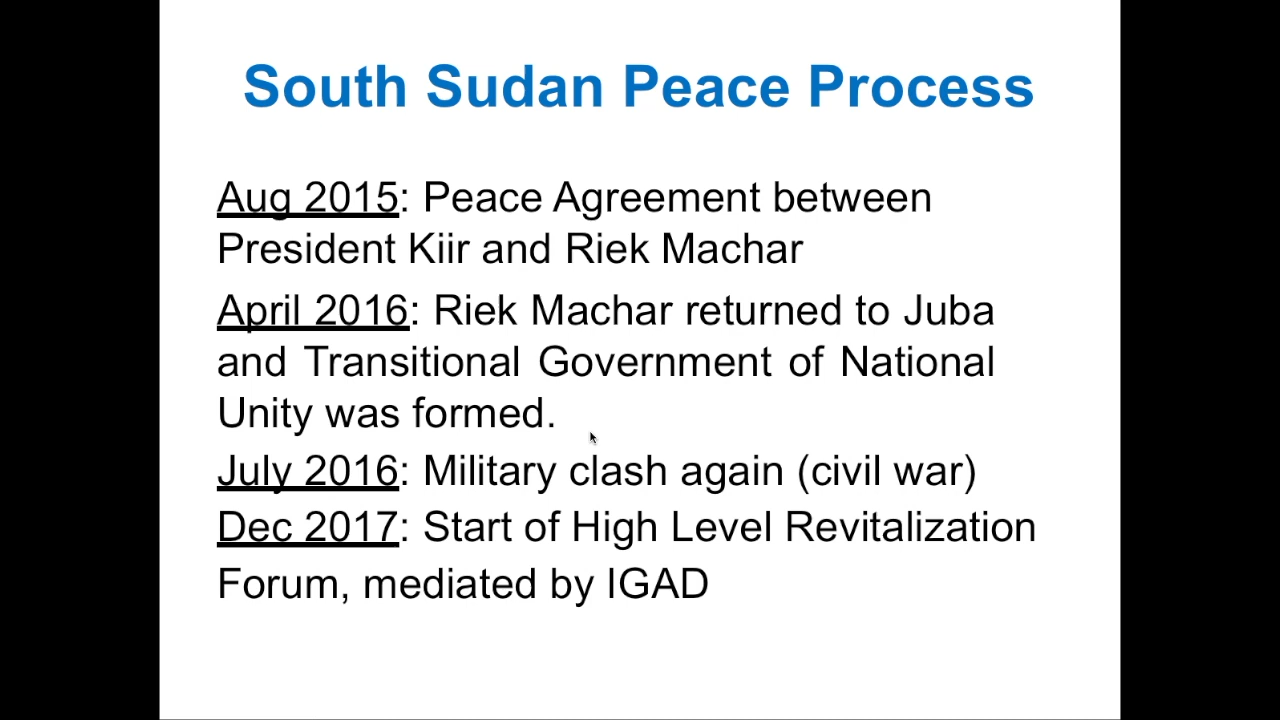 South Sudan Peace Process
Aug 2015: Peace Agreement between
President Kiir and Riek Machar
April 2016: Riek Machar returned to Juba
and Transitional Government of National
Unity was formed.
July 2016: Military clash again (civil war)
Dec 2017: Start of High Level Revitalization
Forum, mediated by IGAD